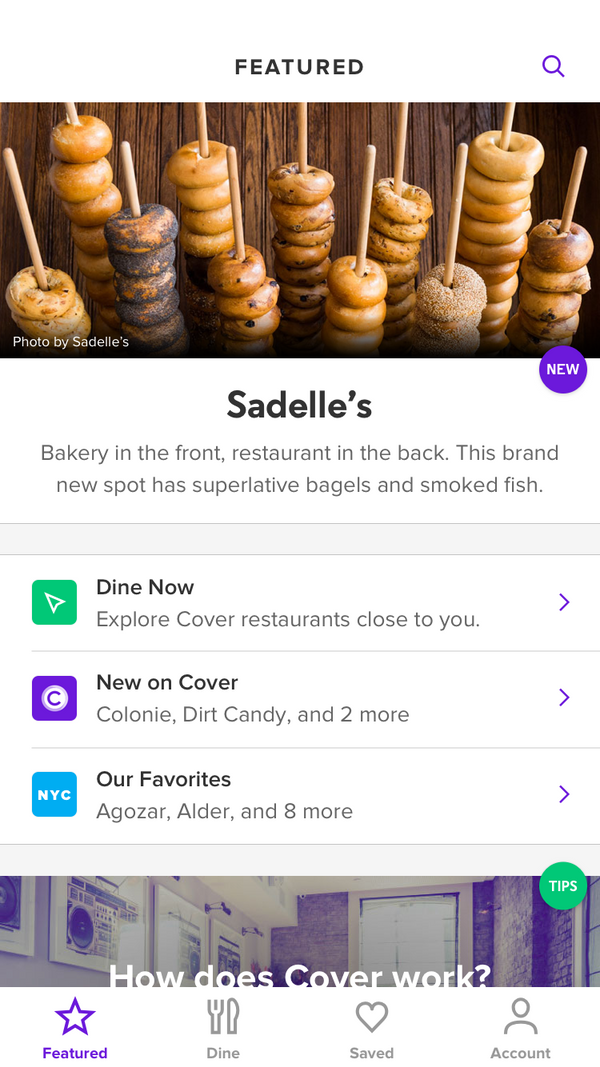 FEATURED
Photo by Sadelle's
NEW
Sadelle’s
Bakery in the front, restaurant in the back. This brand
new spot has superlative bagels and smoked fish.
Dine Now
Explore Cover restaurants close to you.
C
New on Cover
Colonie, Dirt Candy, and 2 more
NYC
Our Favorites
Agozar, Alder, and 8 more
TIPS
How does Cover work?
Featured
Dine
Saved
Account